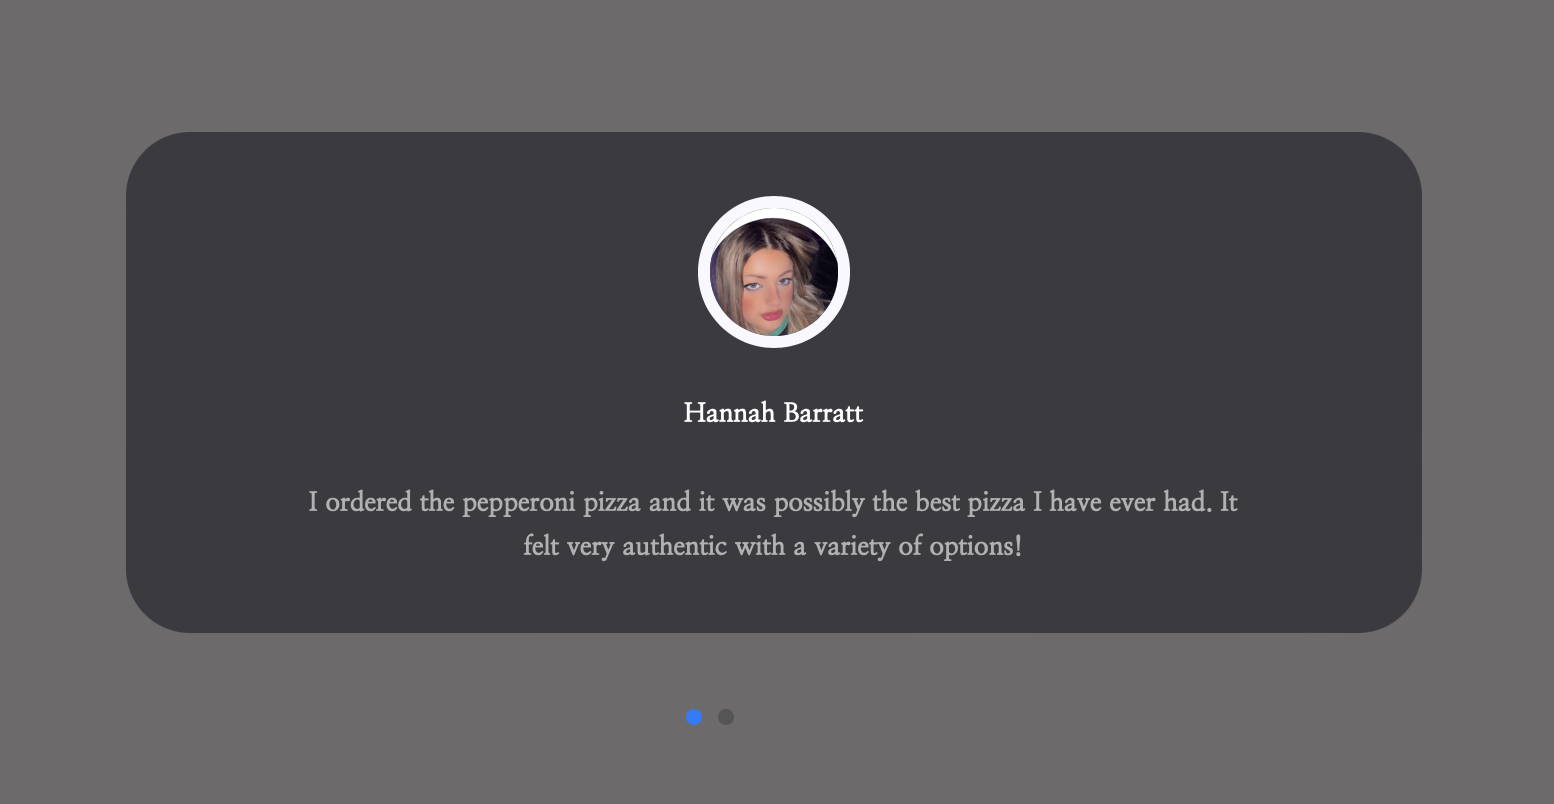 Hannah Barratt
I ordered the pepperoni pizza and it was possibly the best pizza I have ever had. It
felt very authentic with a variety of options!